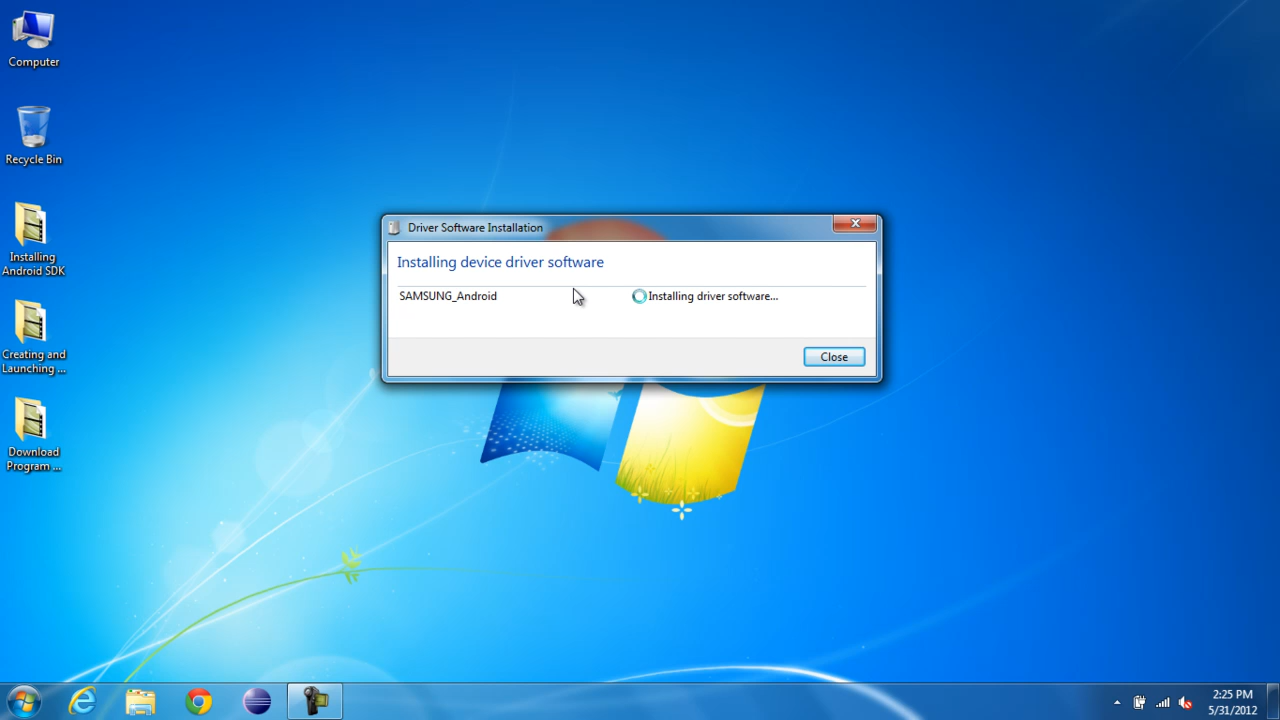 Computer
Recycle Bin
Installing
Android SDK
Creating and
Launching ...
Download
Program ...
Driver Software Installation
Installing device driver software
SAMSUNG_Android
Installing driver software...
Close
2:25 PM
5/31/2012